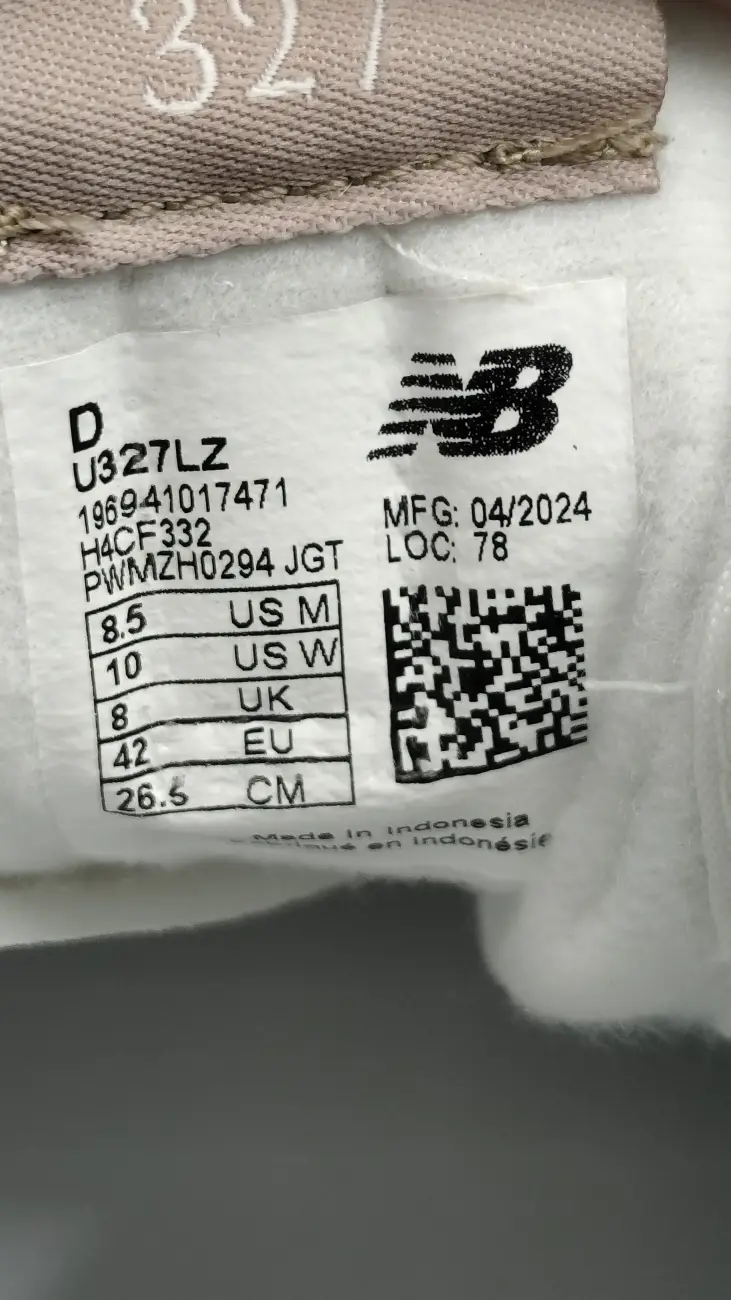 327
D
U327LZ
196941017471
H4CF332
PWMZH0294 JGT
8.5 US M
10 US W
8 UK
42 EU
26.5 CM
NB
MFG: 04/2024
LOC: 78
Made in Indonesia
en Indonésie